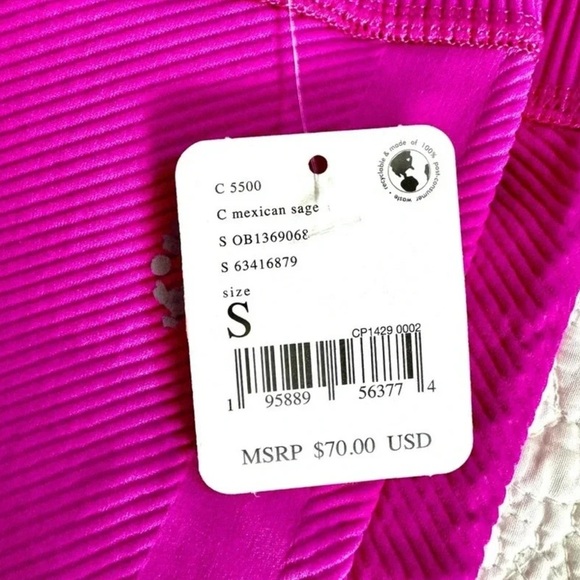 recyclable & made of 100% post-consumer waste •
C 5500
C mexican sage
S OB1369068
S 63416879
size
S
CP1429 0002
1 95889 56377 4
MSRP $70.00 USD